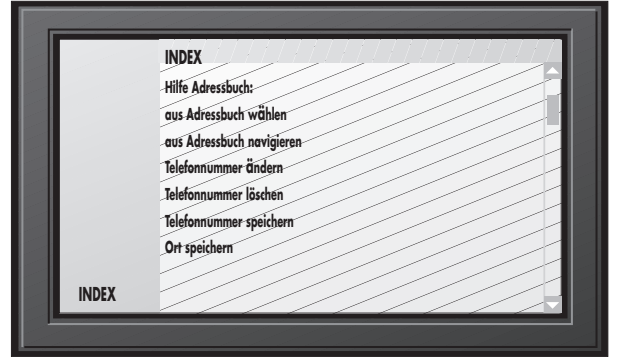 INDEX
Hilfe Adressbuch:
aus Adressbuch wählen
aus Adressbuch navigieren
Telefonnummer ändern
Telefonnummer löschen
Telefonnummer speichern
Ort speichern
INDEX